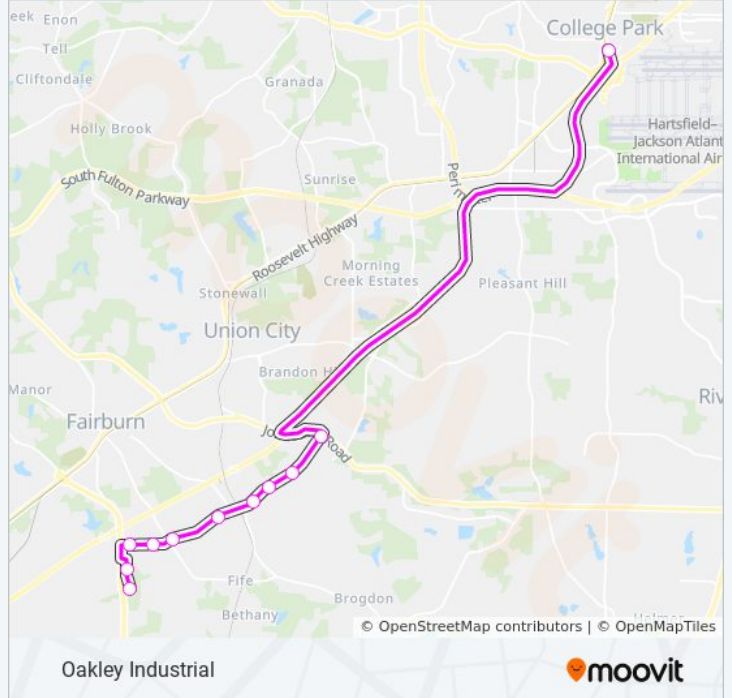 College Park
eek Enon
Tell
Cliftondale
Granada
Holly Brook
Hartsfield–
Jackson Atlant
International Air
South Fulton Parkway
Sunrise
Roosevelt Highway
Morning
Creek Estates
Pleasant Hill
Stonewall
Union City
Brandon H
Manor
Riv
Fairburn
Jo Road
Fife
Bethany
Brogdon
© OpenStreetMap contributors | © OpenMapTiles
Oakley Industrial
moovit